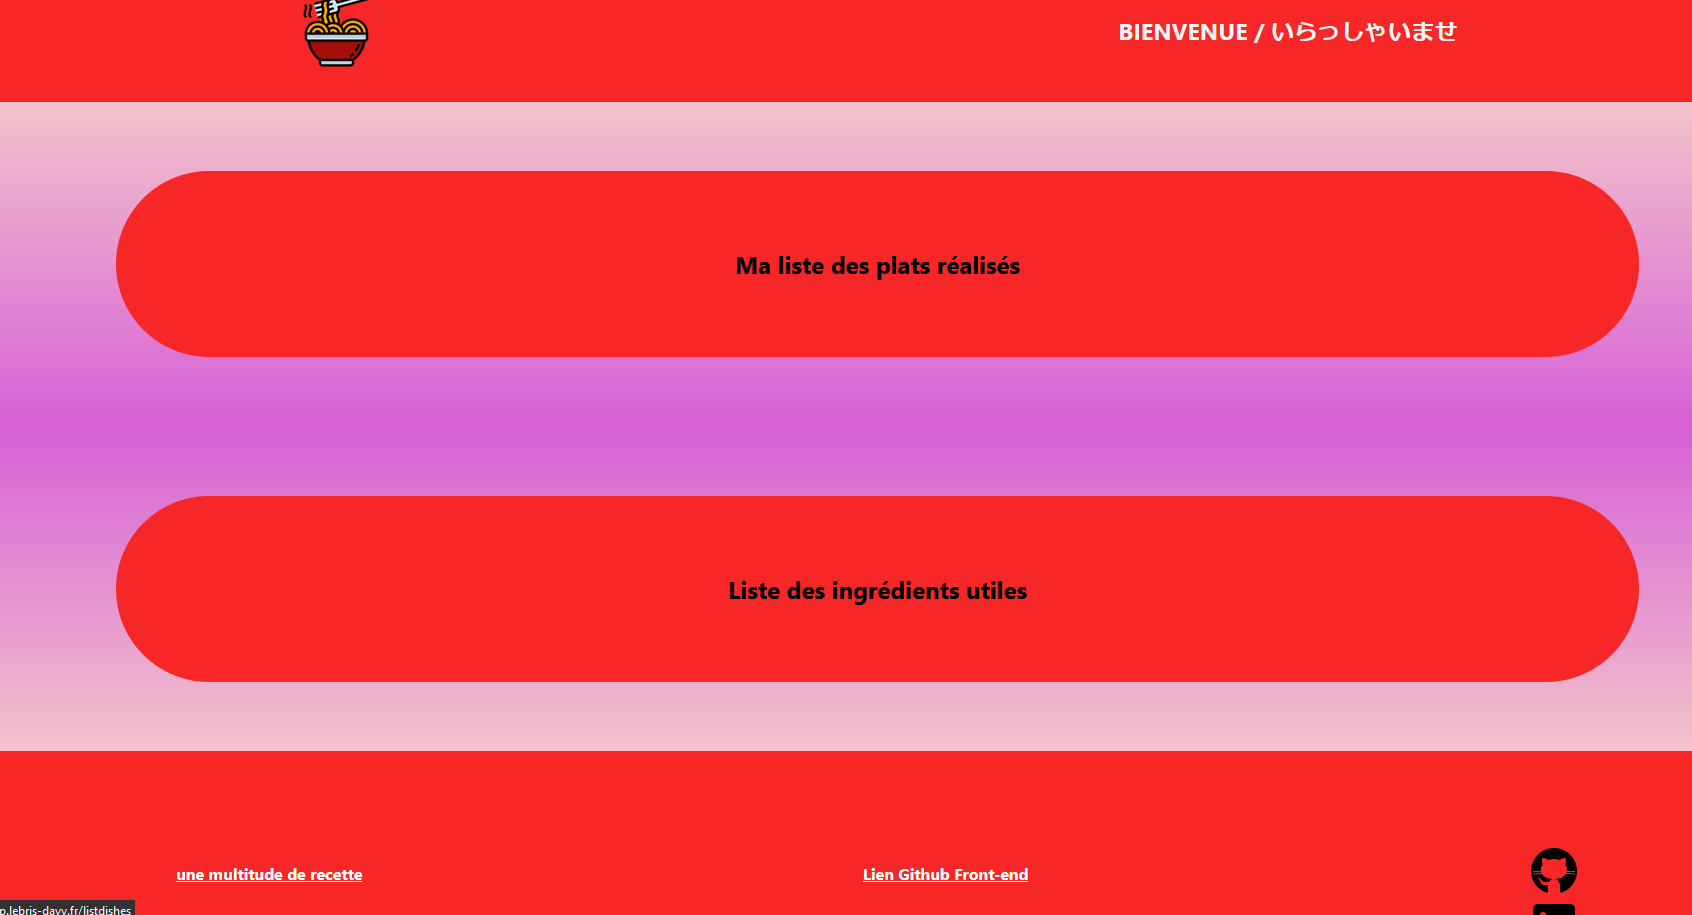 BIENVENUE / いらっしゃいませ
Ma liste des plats réalisés
Liste des ingrédients utiles
une multitude de recette
Lien Github Front-end
p.lebris-davy.fr/listdishes